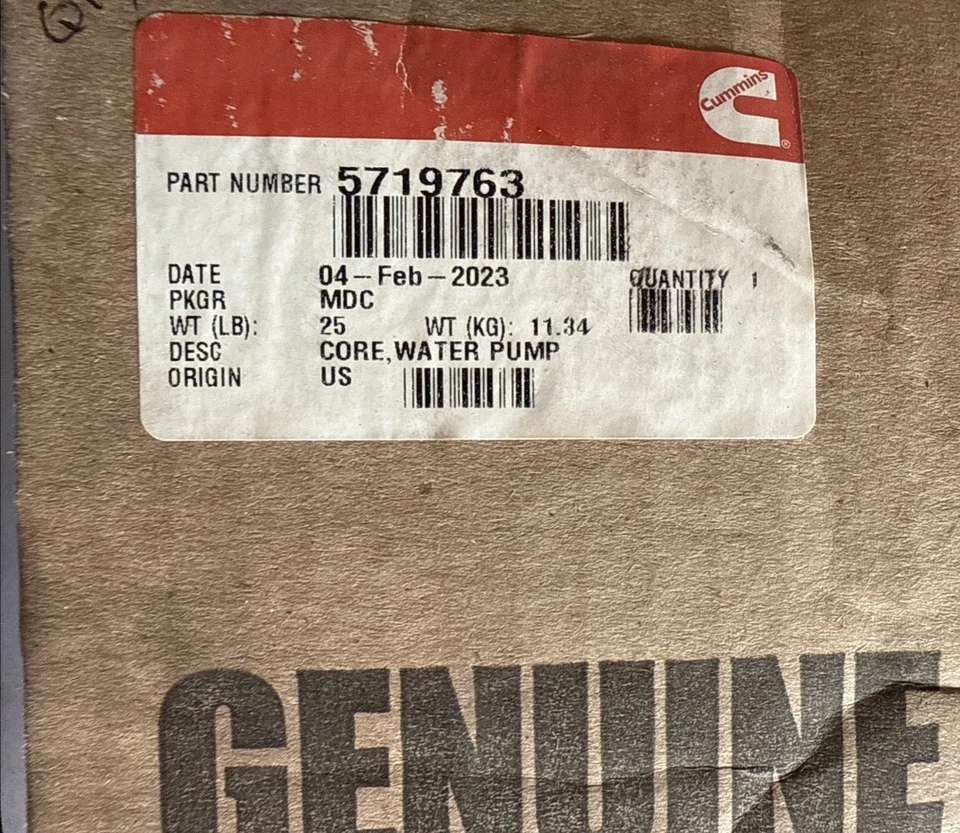 Cummins
®
PART NUMBER 5719763
DATE 04-Feb-2023 QUANTITY 1
PKGR MDC
WT (LB): 25 WT (KG): 11.34
DESC CORE,WATER PUMP
ORIGIN US
GENUINE